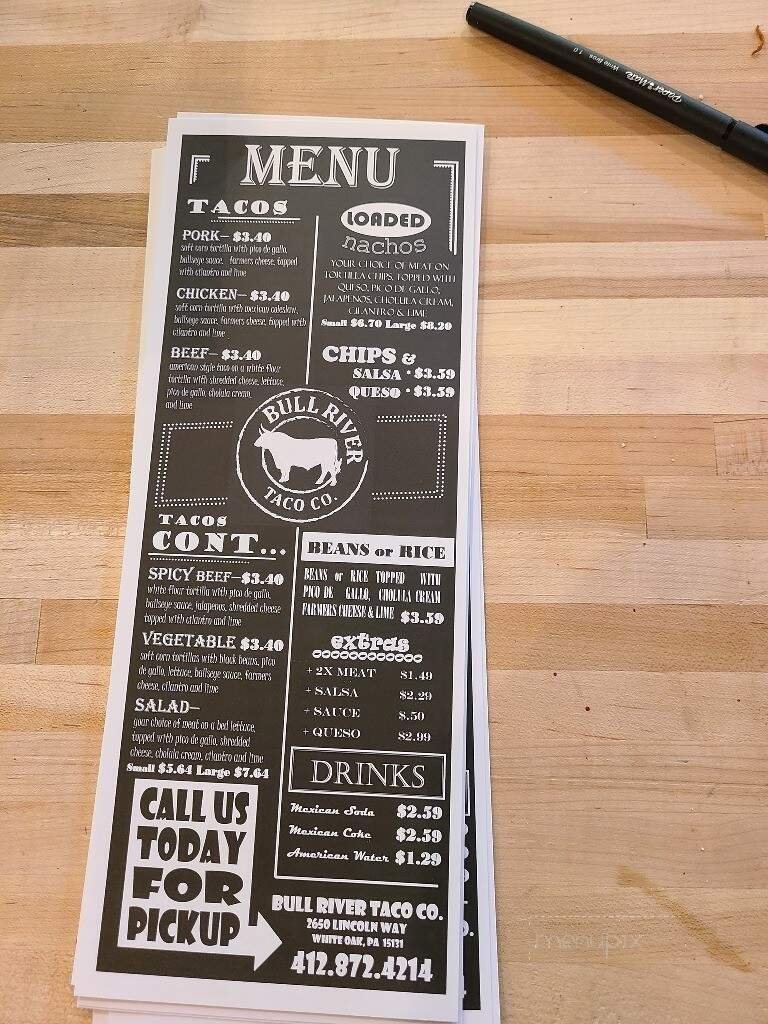 Paper Mate Write Bros 1.0
MENU
TACOS
PORK- $3.40
soft corn tortilla with pico de gallo,
ballseye sauce, farmers cheese, topped
with cilantro and lime
CHICKEN- $3.40
soft corn tortilla with mexican coleslaw,
ballseye sauce, farmers cheese, topped with
cilantro and lime
BEEF- $3.40
american style taco on a white flour
tortilla with shredded cheese, lettuce,
pico de gallo, cholula cream,
and lime
LOADED
nachos
YOUR CHOICE OF MEAT ON
TORTILLA CHIPS, TOPPED WITH
QUESO, PICO DE GALLO,
JALAPENOS, CHOLULA CREAM,
CILANTRO & LIME
Small $6.70 Large $8.20
CHIPS &
SALSA • $3.59
QUESO • $3.59
BULL RIVER
TACO CO.
TACOS
CONT...
SPICY BEEF-$3.40
white flour tortilla with pico de gallo,
ballseye sauce, jalapenos, shredded cheese
topped with cilantro and lime
VEGETABLE $3.40
soft corn tortillas with black beans, pico
de gallo, lettuce, ballseye sauce, farmers
cheese, cilantro and lime
SALAD-
your choice of meat on a bed lettuce,
topped with pico de gallo, shredded
cheese, cholula cream, cilantro and lime
Small $5.64 Large $7.64
CALL US
TODAY
FOR
PICKUP
BEANS or RICE
BEANS or RICE TOPPED WITH
PICO DE GALLO, CHOLULA CREAM
FARMERS CHEESE & LIME $3.59
extras
+ 2X MEAT $1.49
+ SALSA $2.29
+ SAUCE $.50
+ QUESO $2.99
DRINKS
Mexican Soda $2.59
Mexican Coke $2.59
American Water $1.29
BULL RIVER TACO CO.
2650 LINCOLN WAY
WHITE OAK, PA 15131
412.872.4214
menupix